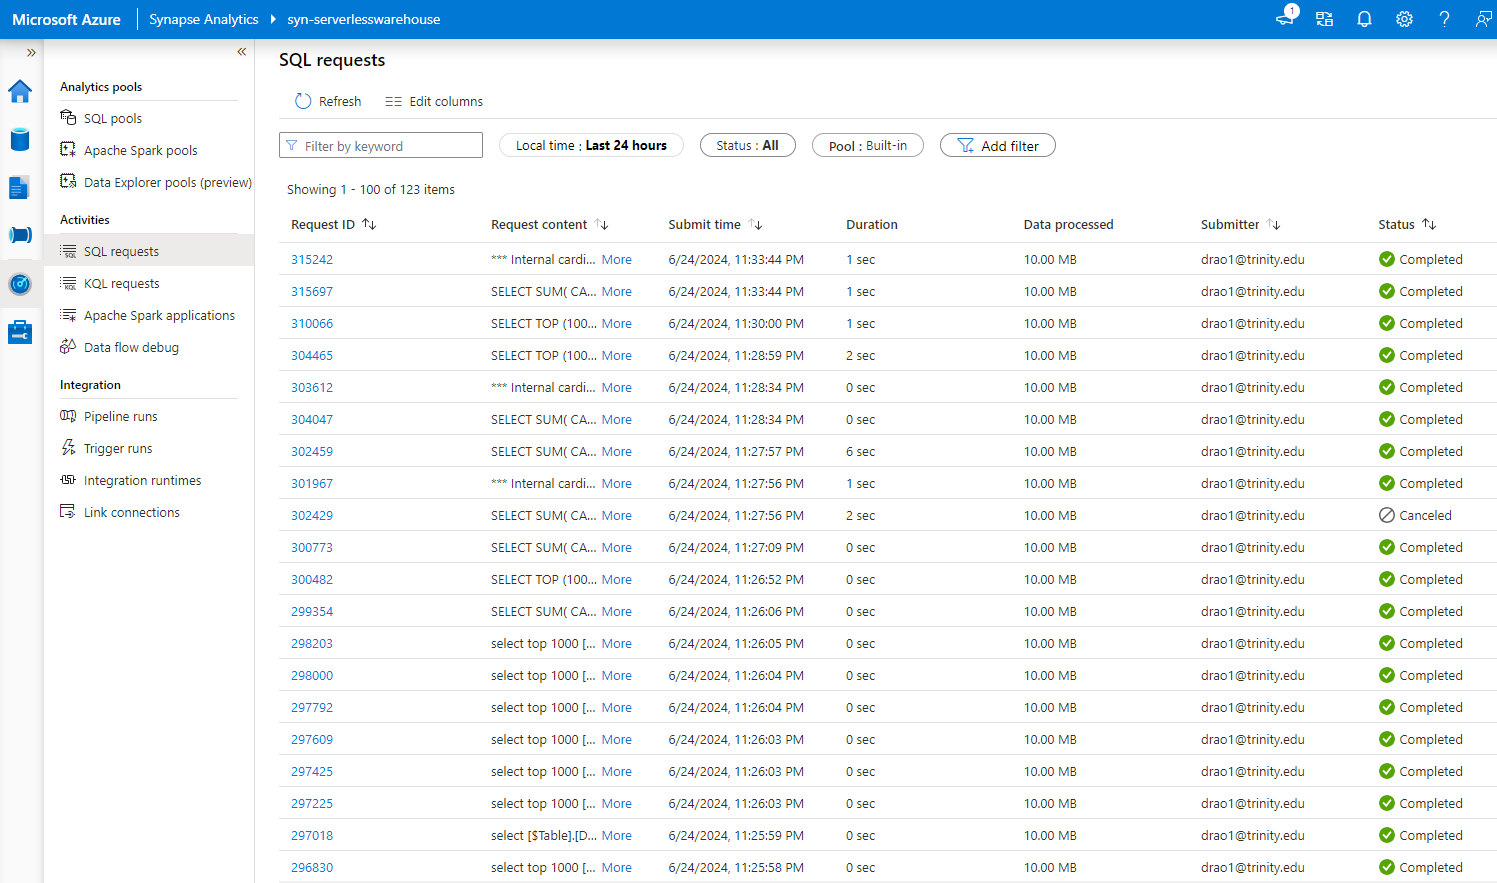 Microsoft Azure Synapse Analytics syn-serverlesswarehouse 1
Analytics pools
SQL pools
Apache Spark pools
Data Explorer pools (preview)
Activities
SQL requests
KQL requests
Apache Spark applications
Data flow debug
Integration
Pipeline runs
Trigger runs
Integration runtimes
Link connections
SQL requests
Refresh Edit columns
Filter by keyword Local time : Last 24 hours Status : All Pool : Built-in Add filter
Showing 1 - 100 of 123 items
Request ID Request content Submit time Duration Data processed Submitter Status
315242 *** Internal cardi... More 6/24/2024, 11:33:44 PM 1 sec 10.00 MB drao1@trinity.edu Completed
315697 SELECT SUM( CA... More 6/24/2024, 11:33:44 PM 1 sec 10.00 MB drao1@trinity.edu Completed
310066 SELECT TOP (100... More 6/24/2024, 11:30:00 PM 1 sec 10.00 MB drao1@trinity.edu Completed
304465 SELECT TOP (100... More 6/24/2024, 11:28:59 PM 2 sec 10.00 MB drao1@trinity.edu Completed
303612 *** Internal cardi... More 6/24/2024, 11:28:34 PM 0 sec 10.00 MB drao1@trinity.edu Completed
304047 SELECT SUM( CA... More 6/24/2024, 11:28:34 PM 0 sec 10.00 MB drao1@trinity.edu Completed
302459 SELECT SUM( CA... More 6/24/2024, 11:27:57 PM 6 sec 10.00 MB drao1@trinity.edu Completed
301967 *** Internal cardi... More 6/24/2024, 11:27:56 PM 1 sec 10.00 MB drao1@trinity.edu Completed
302429 SELECT SUM( CA... More 6/24/2024, 11:27:56 PM 2 sec 10.00 MB drao1@trinity.edu Canceled
300773 SELECT SUM( CA... More 6/24/2024, 11:27:09 PM 0 sec 10.00 MB drao1@trinity.edu Completed
300482 SELECT TOP (100... More 6/24/2024, 11:26:52 PM 0 sec 10.00 MB drao1@trinity.edu Completed
299354 SELECT SUM( CA... More 6/24/2024, 11:26:06 PM 0 sec 10.00 MB drao1@trinity.edu Completed
298203 select top 1000 [... More 6/24/2024, 11:26:05 PM 0 sec 10.00 MB drao1@trinity.edu Completed
298000 select top 1000 [... More 6/24/2024, 11:26:04 PM 0 sec 10.00 MB drao1@trinity.edu Completed
297792 select top 1000 [... More 6/24/2024, 11:26:04 PM 0 sec 10.00 MB drao1@trinity.edu Completed
297609 select top 1000 [... More 6/24/2024, 11:26:03 PM 0 sec 10.00 MB drao1@trinity.edu Completed
297425 select top 1000 [... More 6/24/2024, 11:26:03 PM 0 sec 10.00 MB drao1@trinity.edu Completed
297225 select top 1000 [... More 6/24/2024, 11:26:03 PM 0 sec 10.00 MB drao1@trinity.edu Completed
297018 select [$Table].[D... More 6/24/2024, 11:25:59 PM 0 sec 10.00 MB drao1@trinity.edu Completed
296830 select top 1000 [... More 6/24/2024, 11:25:58 PM 0 sec 10.00 MB drao1@trinity.edu Completed